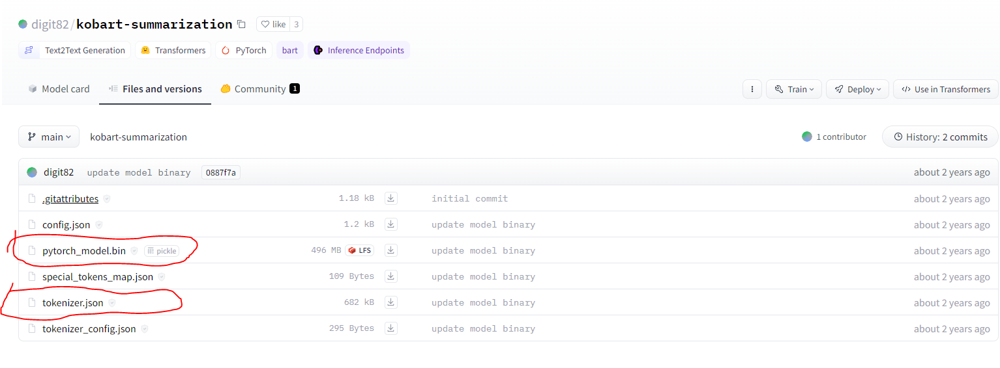 digit82/kobart-summarization like 3
Text2Text Generation Transformers PyTorch bart Inference Endpoints
Model card Files and versions Community 1 Train Deploy </> Use in Transformers
main kobart-summarization 1 contributor History: 2 commits
digit82 update model binary 0887f7a about 2 years ago
.gitattributes 1.18 kB initial commit about 2 years ago
config.json 1.2 kB update model binary about 2 years ago
pytorch_model.bin pickle 496 MB LFS update model binary about 2 years ago
special_tokens_map.json 109 Bytes update model binary about 2 years ago
tokenizer.json 682 kB update model binary about 2 years ago
tokenizer_config.json 295 Bytes update model binary about 2 years ago